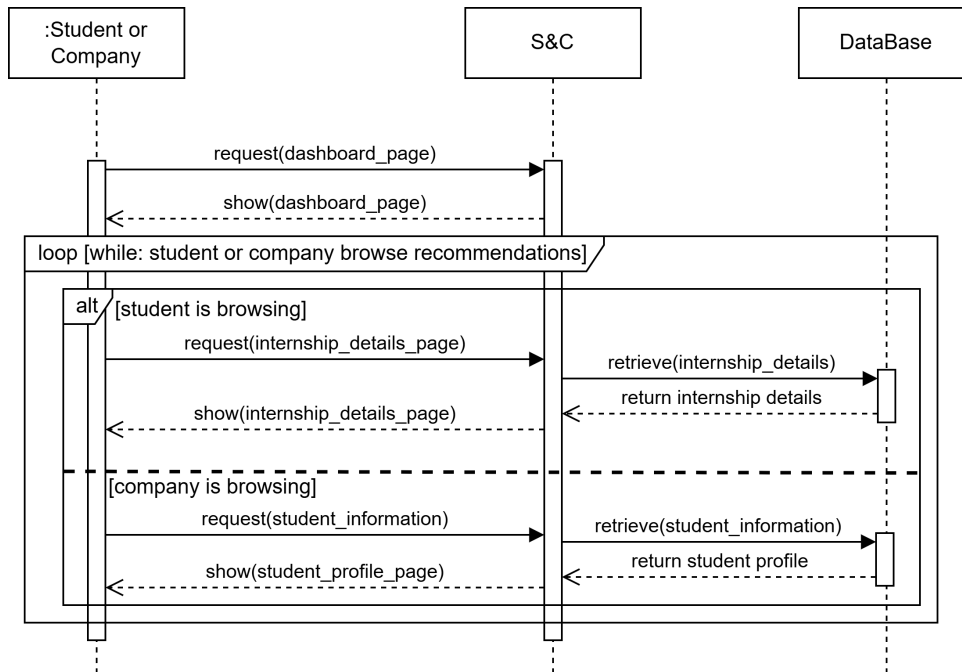 :Student or
Company
S&C
DataBase
request(dashboard_page)
show(dashboard_page)
loop [while: student or company browse recommendations]
alt
[student is browsing]
request(internship_details_page)
retrieve(internship_details)
return internship details
show(internship_details_page)
[company is browsing]
request(student_information)
retrieve(student_information)
return student profile
show(student_profile_page)